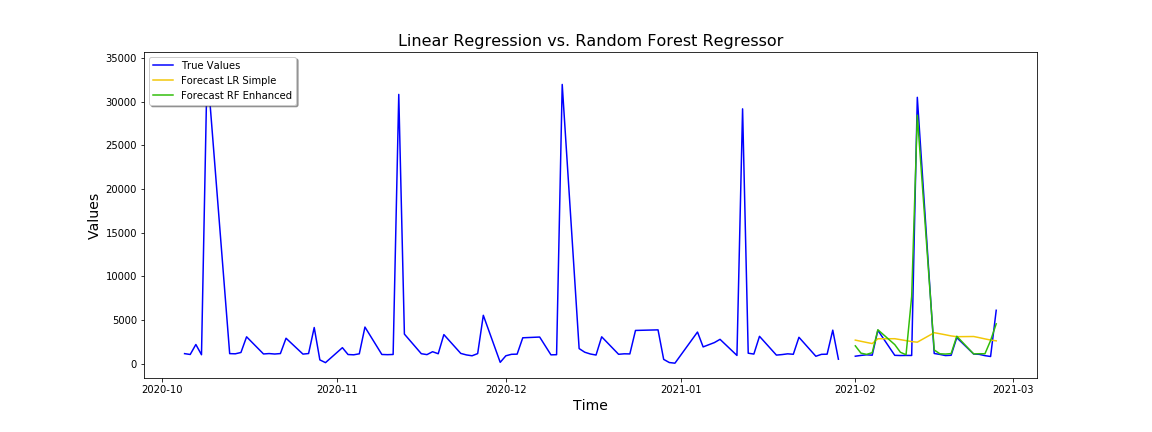 Linear Regression vs. Random Forest Regressor
True Values
Forecast LR Simple
Forecast RF Enhanced
35000
30000
25000
20000
15000
10000
5000
0
Values
2020-10
2020-11
2020-12
2021-01
2021-02
2021-03
Time